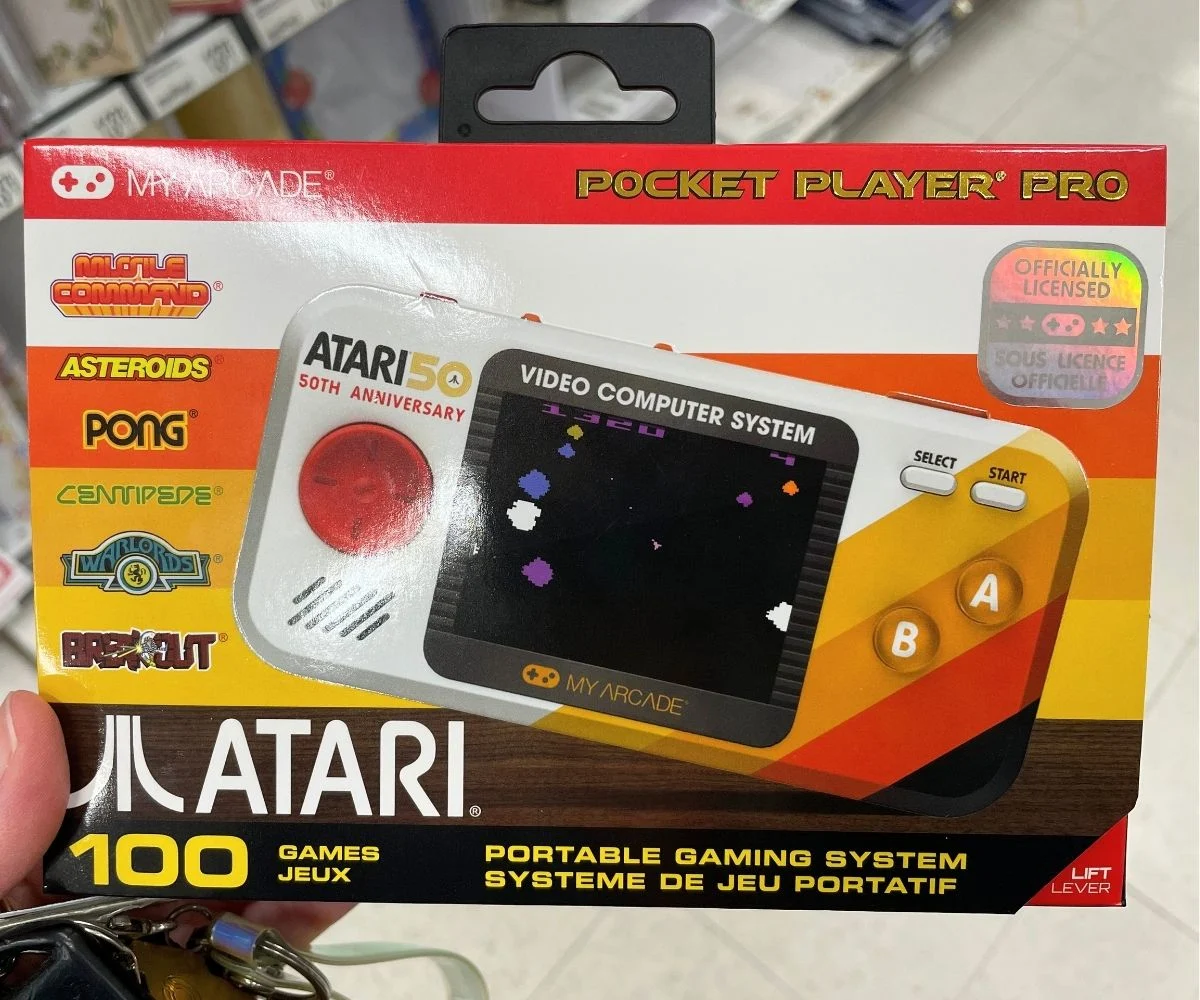 MY ARCADE®
POCKET PLAYER® PRO
MISSILE
COMMAND®
ASTEROIDS®
PONG®
CENTIPEDE®
WARLORDS®
BREAKOUT®
OFFICIALLY
LICENSED
SOUS LICENCE
OFFICIELLE
ATARI50
50TH ANNIVERSARY
VIDEO COMPUTER SYSTEM
1320
4
SELECT
START
A
B
MY ARCADE®
ATARI®
100
GAMES
JEUX
PORTABLE GAMING SYSTEM
SYSTEME DE JEU PORTATIF
LIFT
LEVER